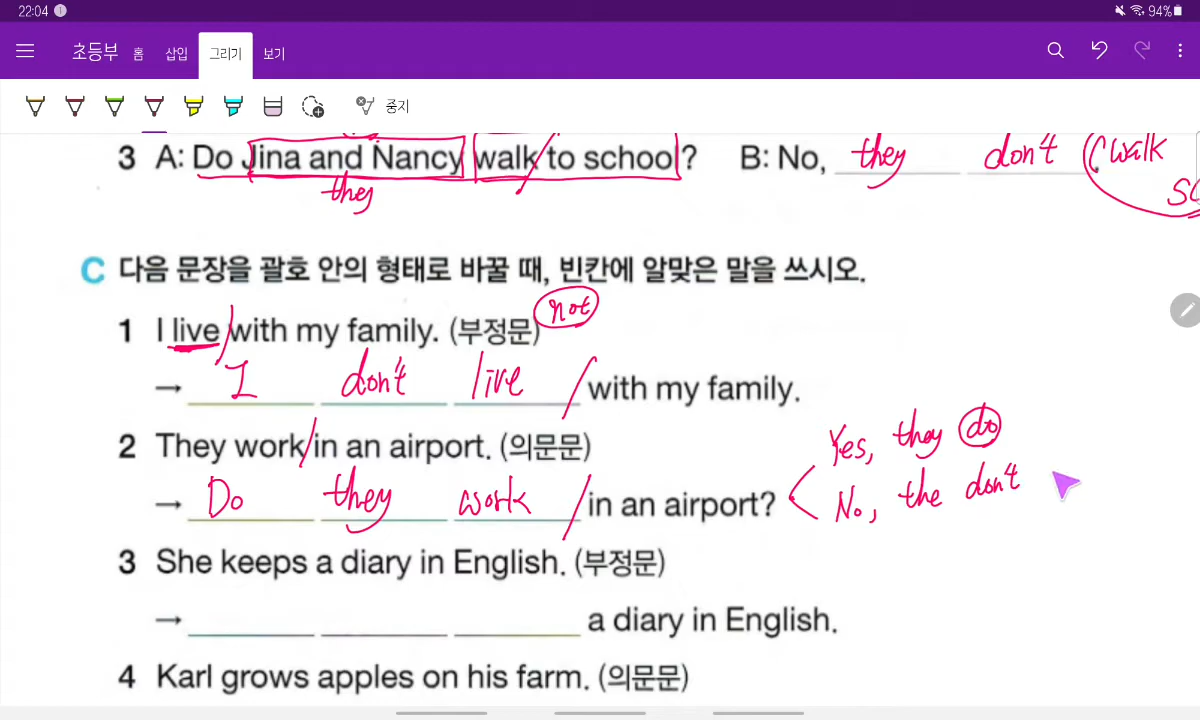 22:04 94%
초등부 홈 삽입 그리기 보기
중지
3 A: Do Jina and Nancy walk to school? B: No, they don't (walk
they
C 다음 문장을 괄호 안의 형태로 바꿀 때, 빈칸에 알맞은 말을 쓰시오.
not
1 I live/with my family. (부정문)
→ I don't live / with my family.
2 They work/in an airport. (의문문)
Yes, they do
→ Do they work / in an airport?
No, the don't
3 She keeps a diary in English. (부정문)
→ a diary in English.
4 Karl grows apples on his farm. (의문문)